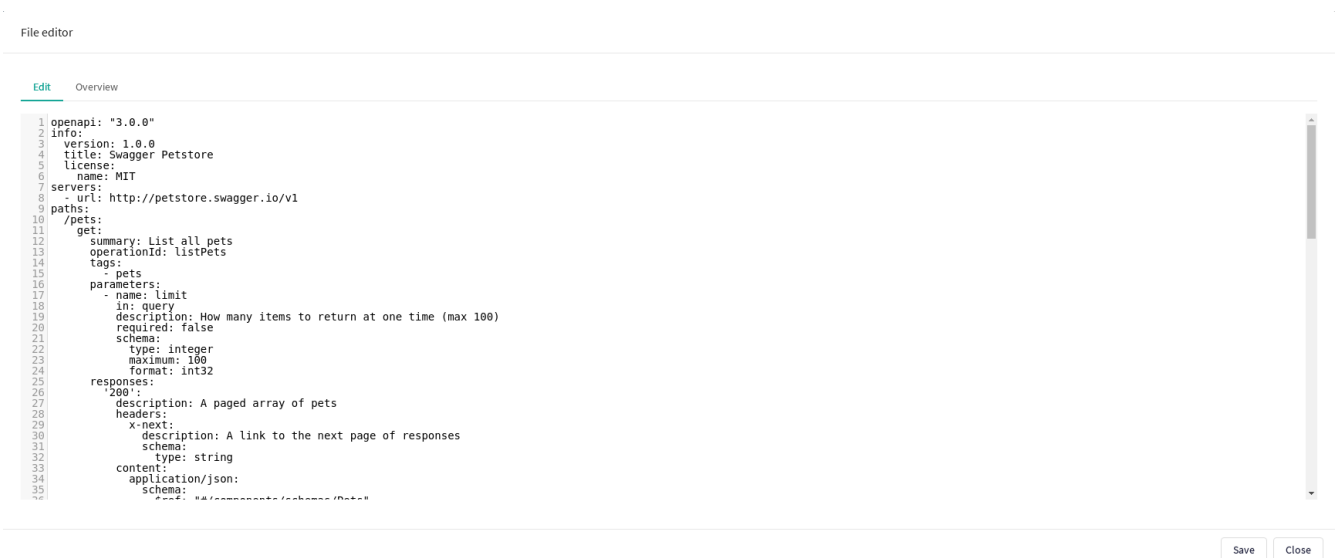 File editor
Edit Overview
1 openapi: "3.0.0"
2 info:
3   version: 1.0.0
4   title: Swagger Petstore
5   license:
6     name: MIT
7 servers:
8   - url: http://petstore.swagger.io/v1
9 paths:
10   /pets:
11     get:
12       summary: List all pets
13       operationId: listPets
14       tags:
15         - pets
16       parameters:
17         - name: limit
18           in: query
19           description: How many items to return at one time (max 100)
20           required: false
21           schema:
22             type: integer
23             maximum: 100
24             format: int32
25       responses:
26         '200':
27           description: A paged array of pets
28           headers:
29             x-next:
30               description: A link to the next page of responses
31               schema:
32                 type: string
33           content:
34             application/json:
35               schema:
36                 $ref: "#/components/schemas/Pets"
Save Close